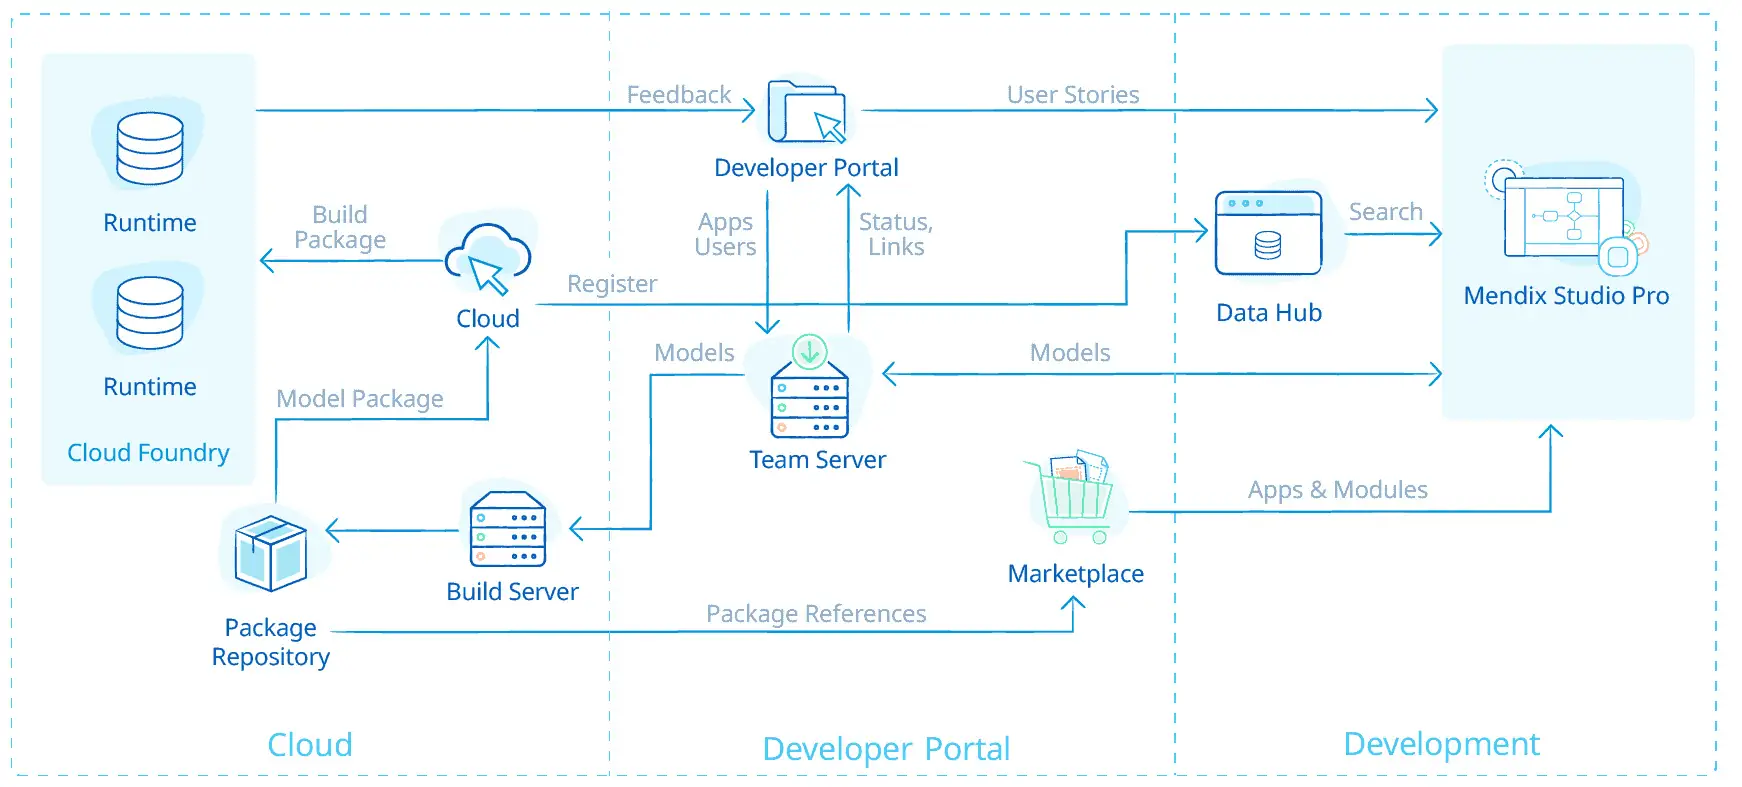 Feedback
User Stories
Developer Portal
Runtime
Build
Package
Apps
Users
Status,
Links
Search
Register
Cloud
Data Hub
Mendix Studio Pro
Models
Models
Runtime
Model Package
Cloud Foundry
Team Server
Apps & Modules
Marketplace
Build Server
Package References
Package
Repository
Cloud
Developer Portal
Development